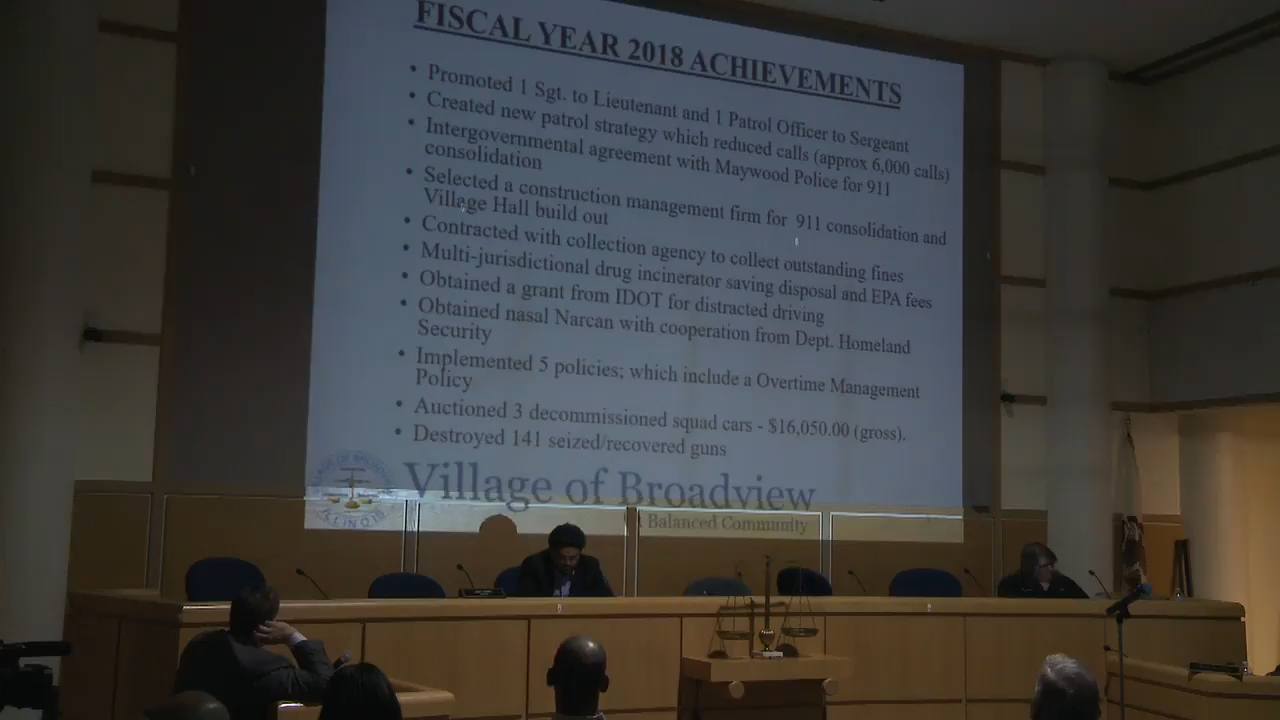 FISCAL YEAR 2018 ACHIEVEMENTS
• Promoted 1 Sgt. to Lieutenant and 1 Patrol Officer to Sergeant
• Created new patrol strategy which reduced calls (approx 6,000 calls)
• Intergovernmental agreement with Maywood Police for 911
consolidation
• Selected a construction management firm for 911 consolidation and
Village Hall build out
• Contracted with collection agency to collect outstanding fines
• Multi-jurisdictional drug incinerator saving disposal and EPA fees
• Obtained a grant from IDOT for distracted driving
• Obtained nasal Narcan with cooperation from Dept. Homeland
Security
• Implemented 5 policies; which include a Overtime Management
Policy
• Auctioned 3 decommissioned squad cars - $16,050.00 (gross).
• Destroyed 141 seized/recovered guns
VILLAGE OF BROADVIEW
ILLINOIS
Village of Broadview
A Balanced Community